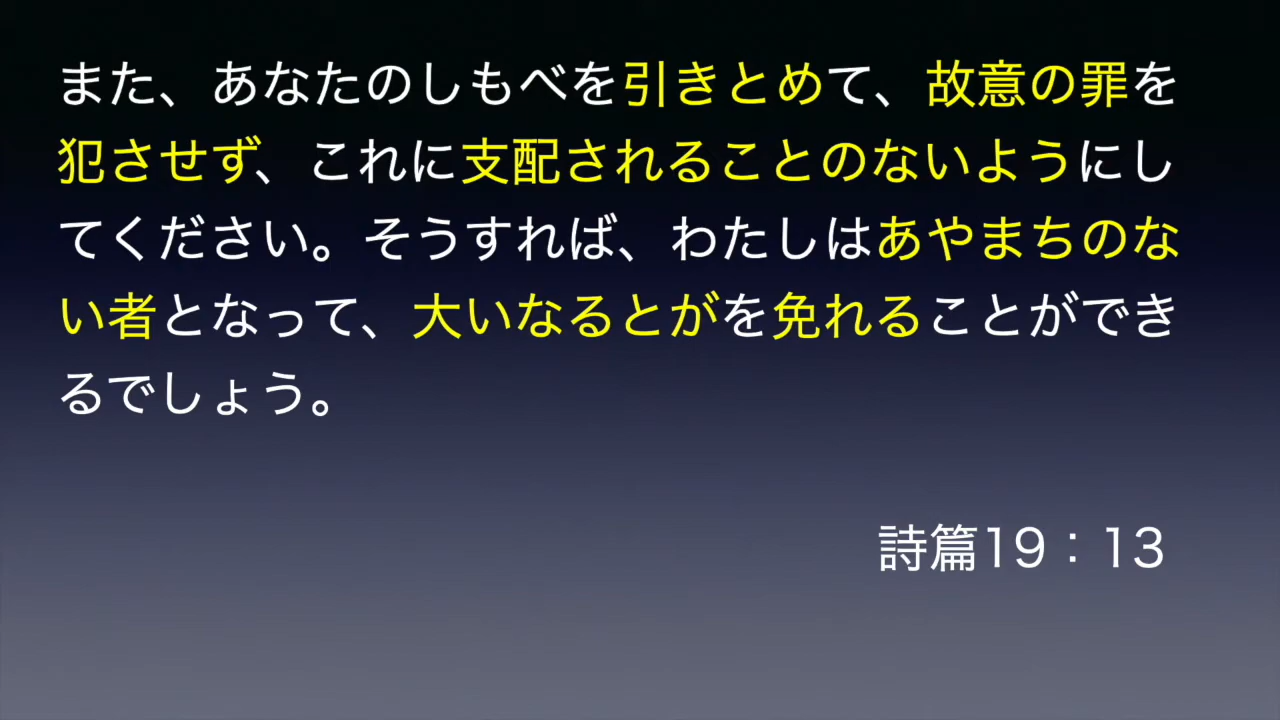 また、あなたのしもべを引きとめて、故意の罪を
犯させず、これに支配されることのないようにし
てください。そうすれば、わたしはあやまちのな
い者となって、大いなるとがを免れることができ
るでしょう。
詩篇19：13